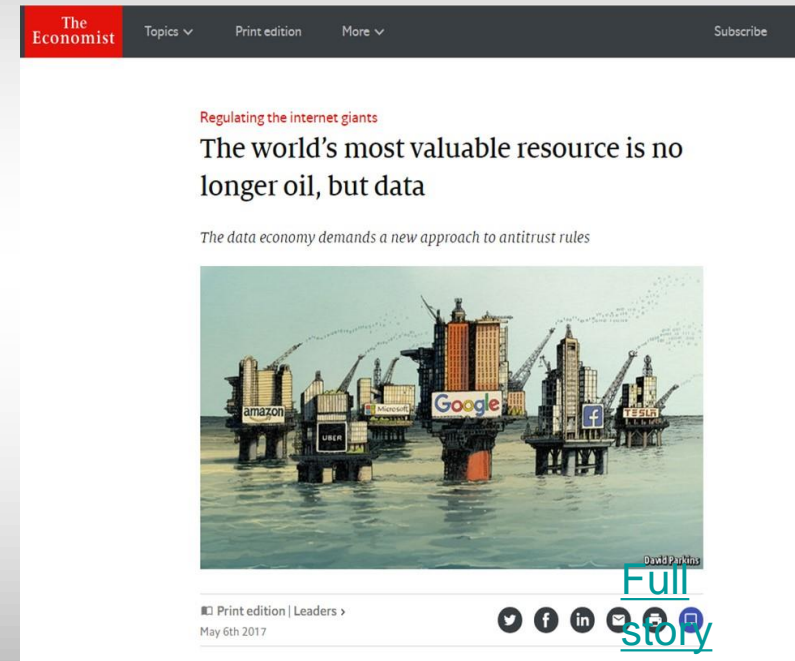 The
Economist
Topics
Print edition
More
Subscribe
Regulating the internet giants
The world’s most valuable resource is no
longer oil, but data
The data economy demands a new approach to antitrust rules
amazon
UBER
Microsoft
Google
f
TESLA
David Parkins
Full
story
Print edition | Leaders ›
May 6th 2017
f
in